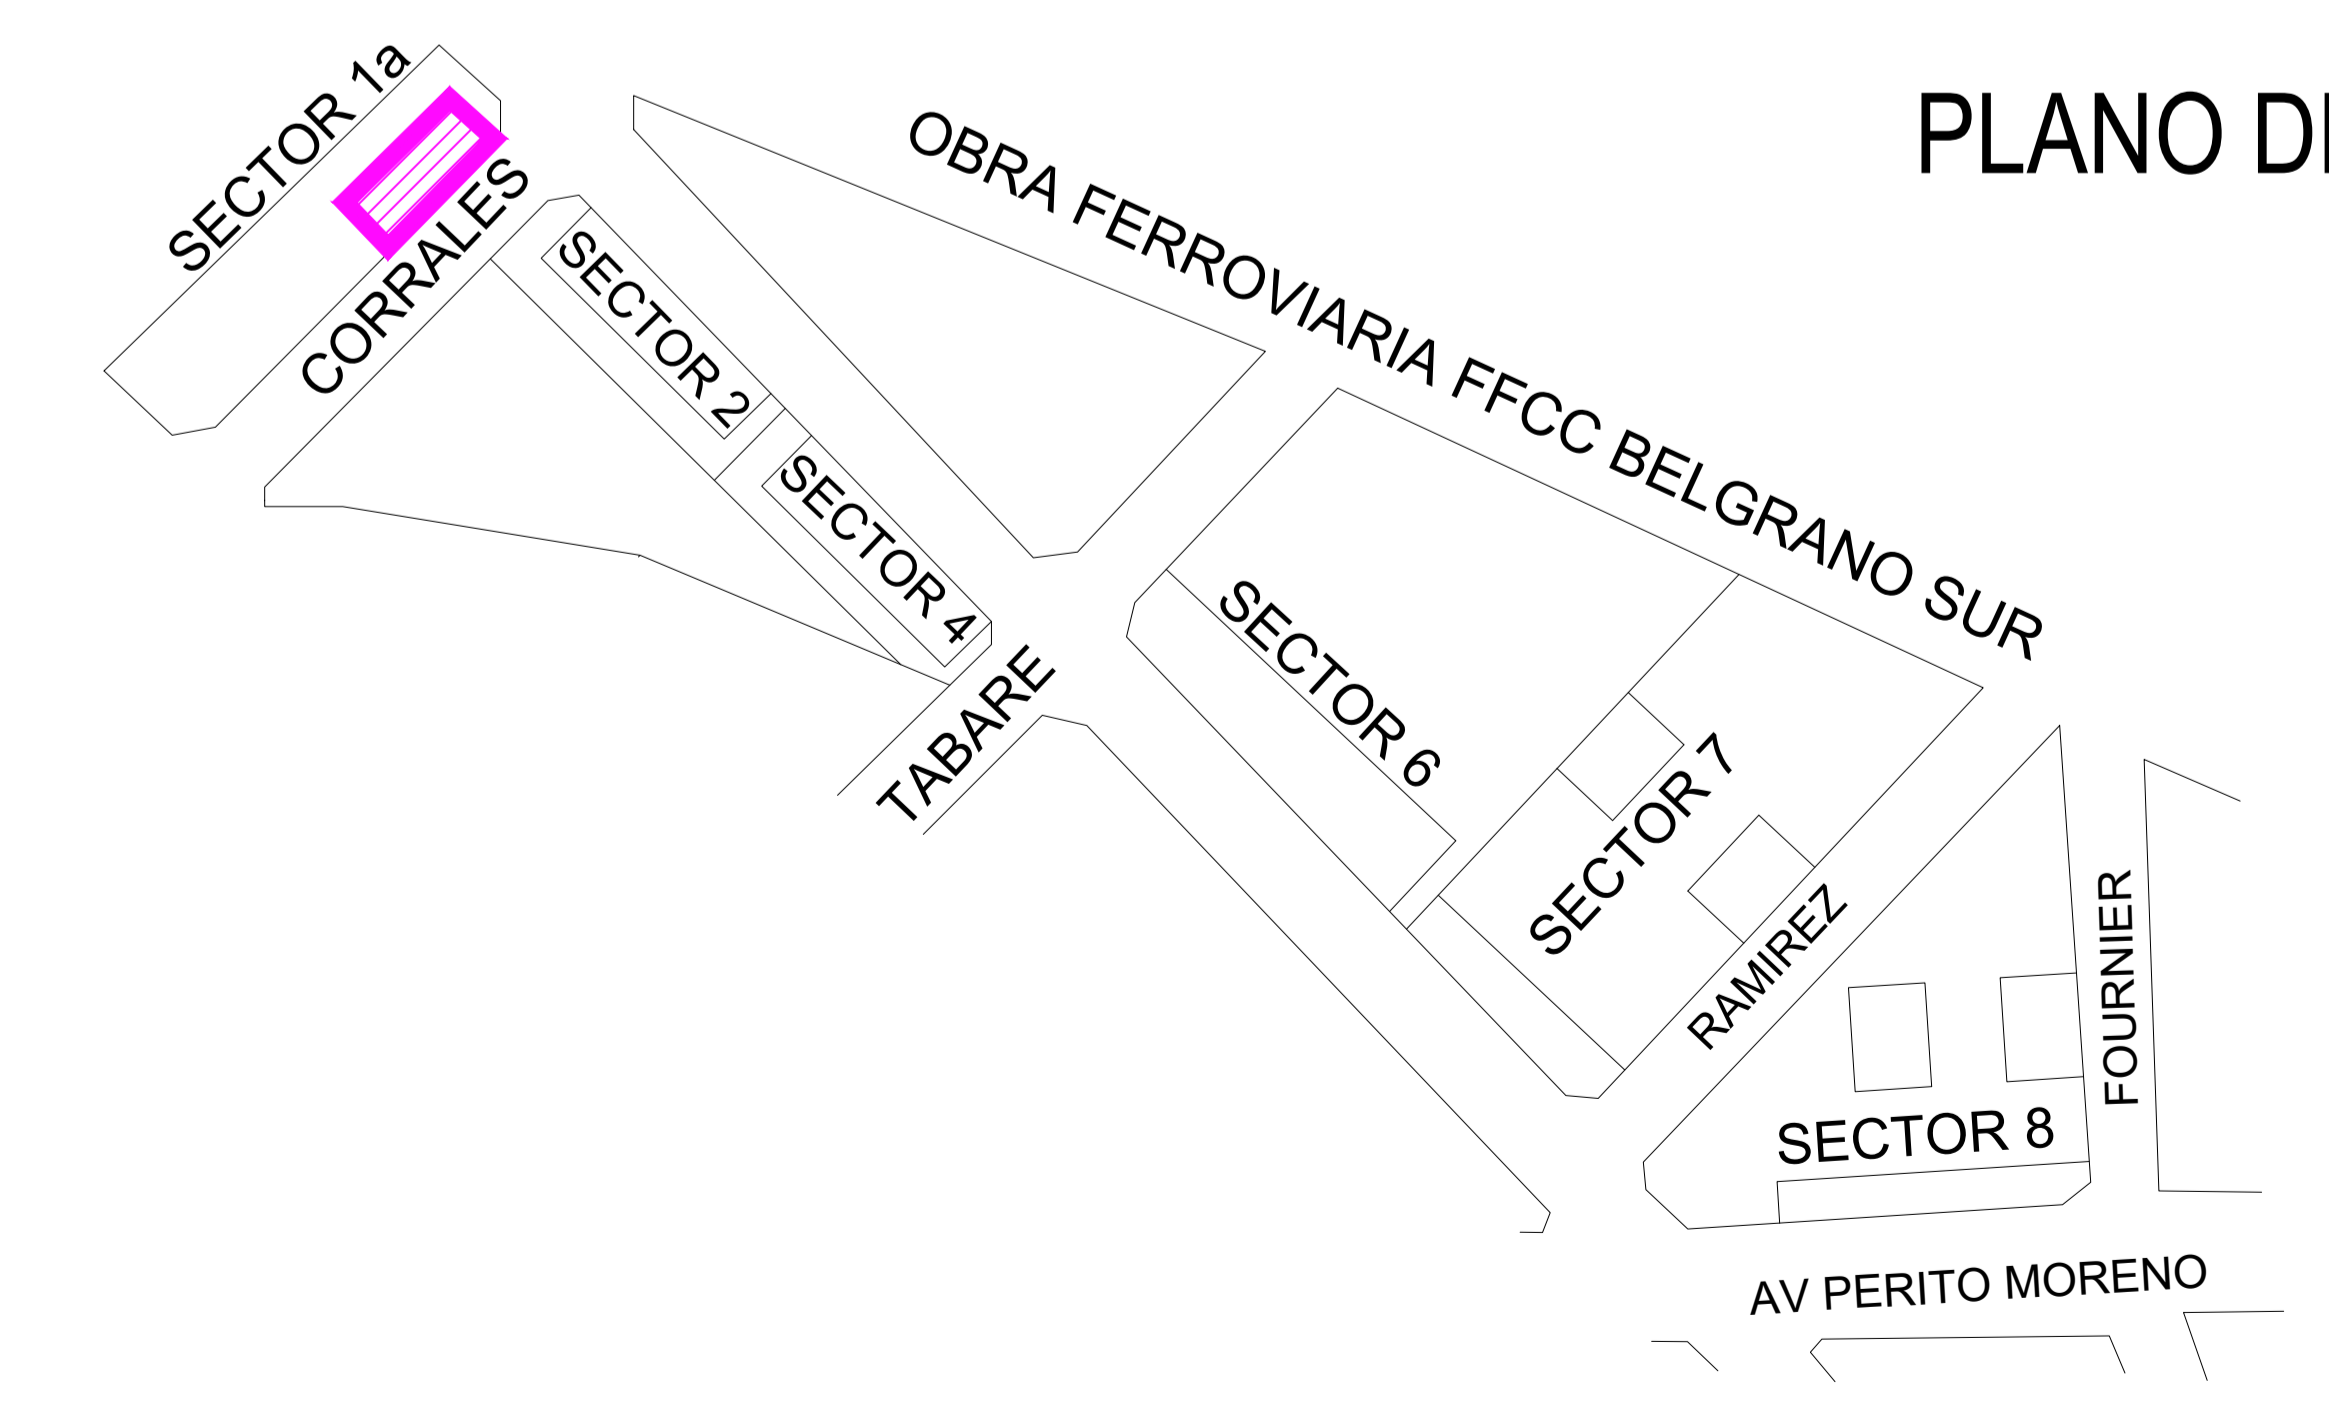 PLANO DE
SECTOR 1a
CORRALES
OBRA FERROVIARIA FFCC BELGRANO SUR
SECTOR 2
SECTOR 4
TABARE
SECTOR 6
SECTOR 7
RAMIREZ
FOURNIER
SECTOR 8
AV PERITO MORENO